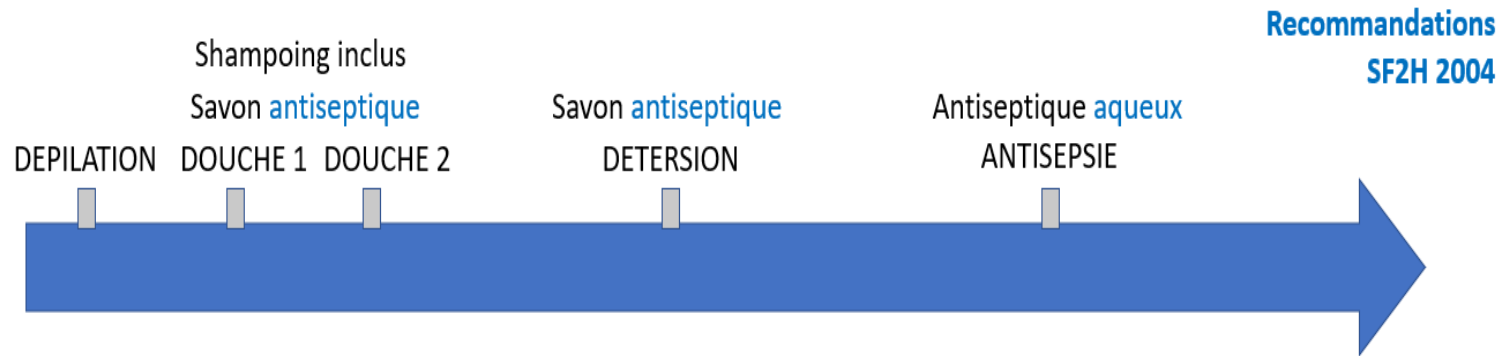 Recommandations
SF2H 2004
Shampoing inclus
Savon antiseptique
Savon antiseptique
Antiseptique aqueux
DEPILATION
DOUCHE 1
DOUCHE 2
DETERSION
ANTISEPSIE